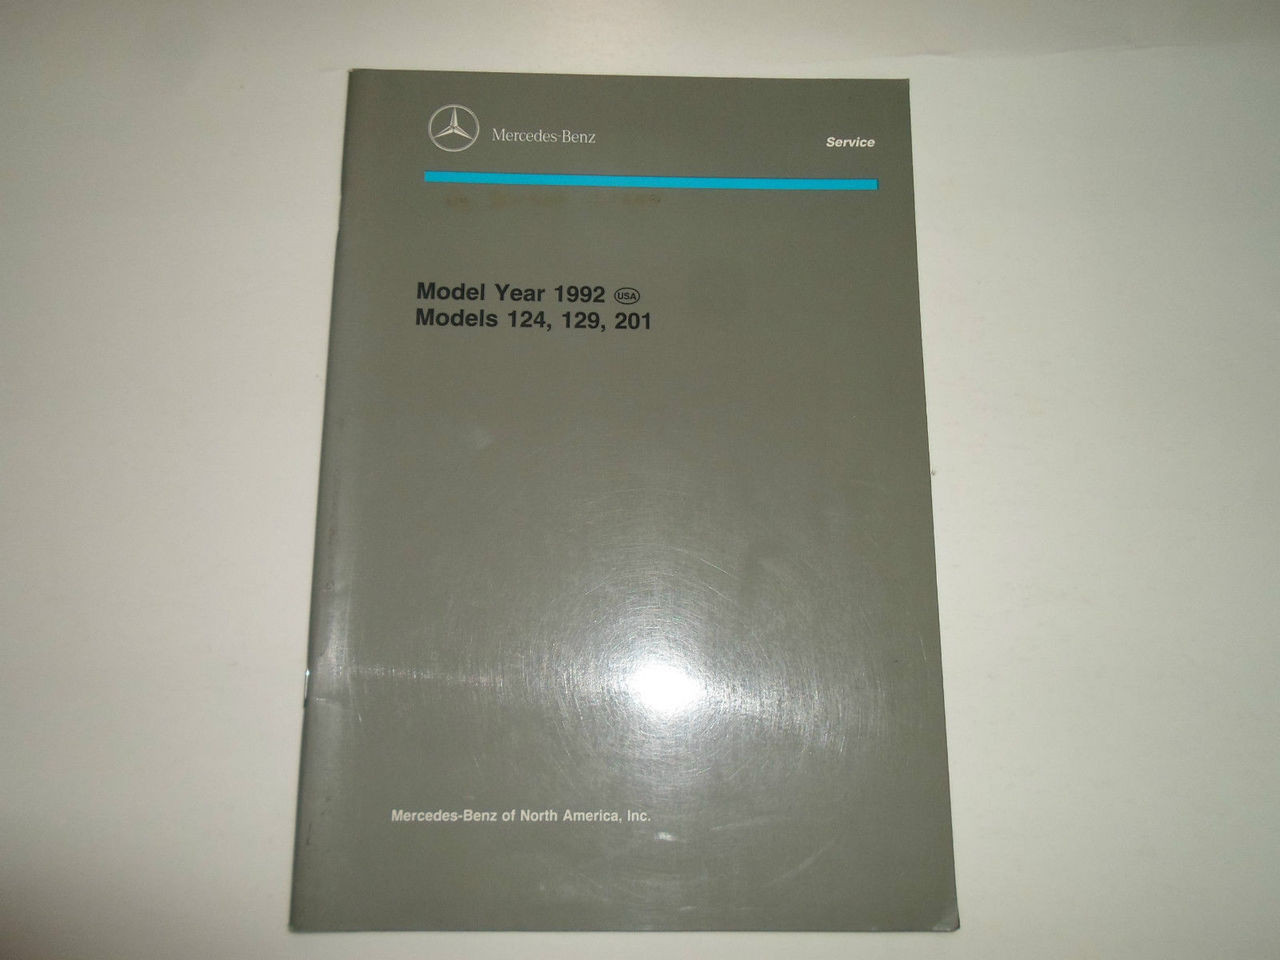 Mercedes-Benz
Service
Model Year 1992 USA
Models 124, 129, 201
Mercedes-Benz of North America, Inc.